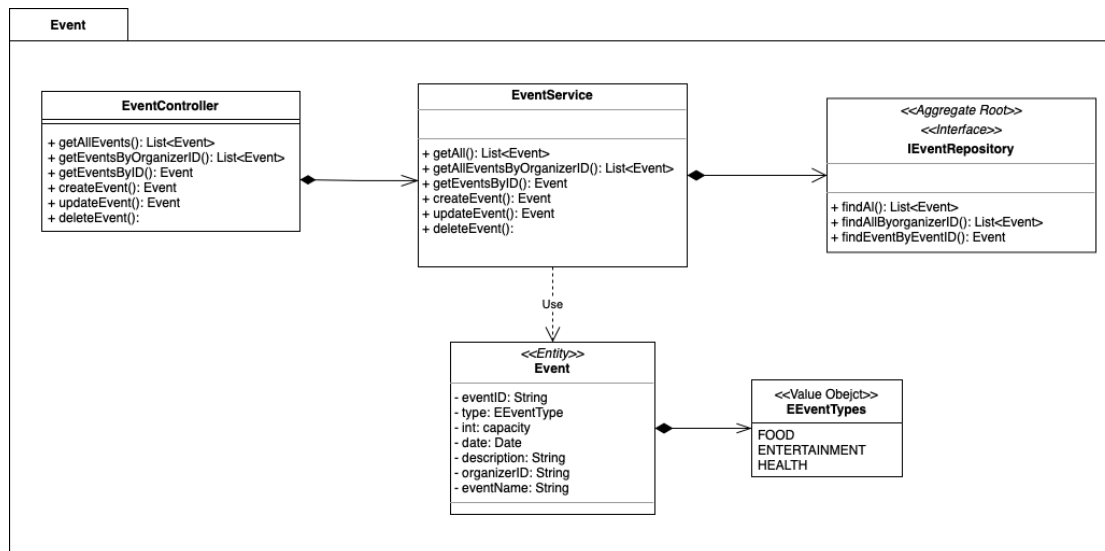 Event
EventController
+ getAllEvents(): List<Event>
+ getEventsByOrganizerID(): List<Event>
+ getEventsByID(): Event
+ createEvent(): Event
+ updateEvent(): Event
+ deleteEvent():
EventService
+ getAll(): List<Event>
+ getAllEventsByOrganizerID(): List<Event>
+ getEventsByID(): Event
+ createEvent(): Event
+ updateEvent(): Event
+ deleteEvent():
<<Aggregate Root>>
<<Interface>>
IEventRepository
+ findAl(): List<Event>
+ findAllByorganizerID(): List<Event>
+ findEventByEventID(): Event
Use
<<Entity>>
Event
- eventID: String
- type: EEventType
- int: capacity
- date: Date
- description: String
- organizerID: String
- eventName: String
<<Value Obejct>>
EEventTypes
FOOD
ENTERTAINMENT
HEALTH